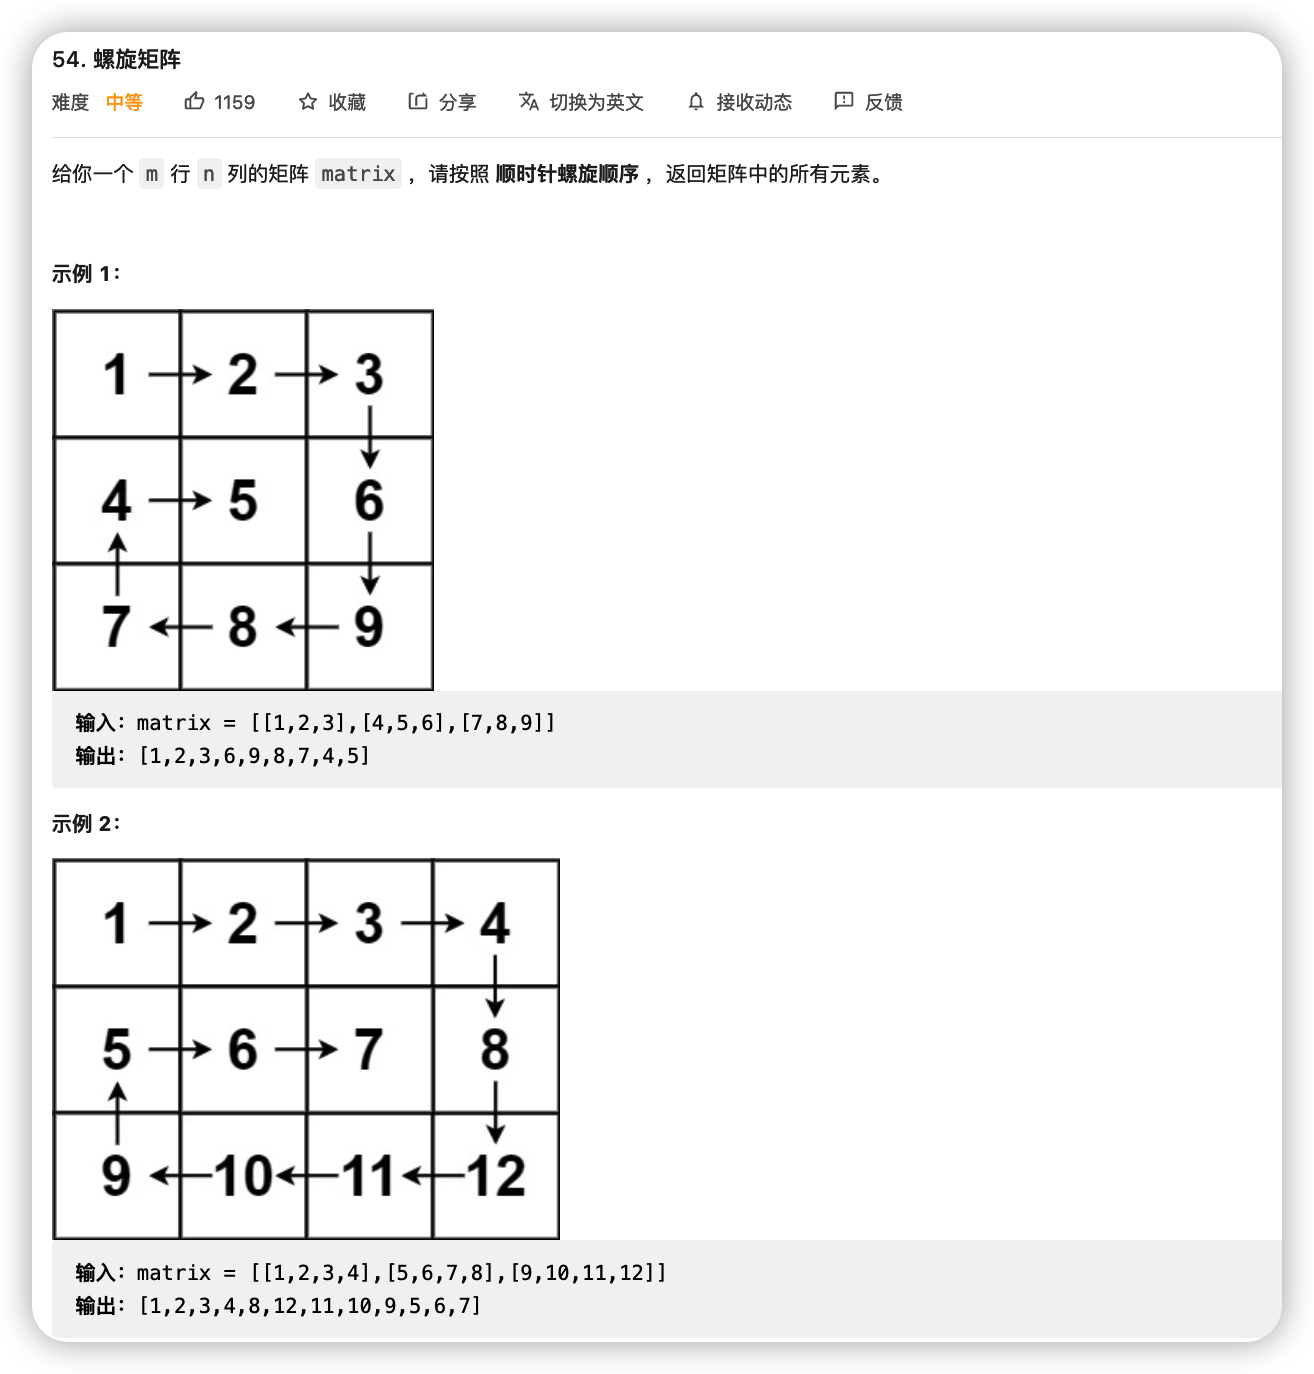 54. 螺旋矩阵
难度 中等 1159 收藏 分享 切换为英文 接收动态 反馈
给你一个 m 行 n 列的矩阵 matrix ，请按照 顺时针螺旋顺序 ，返回矩阵中的所有元素。
示例 1：
1 2 3
4 5 6
7 8 9
输入：matrix = [[1,2,3],[4,5,6],[7,8,9]]
输出：[1,2,3,6,9,8,7,4,5]
示例 2：
1 2 3 4
5 6 7 8
9 10 11 12
输入：matrix = [[1,2,3,4],[5,6,7,8],[9,10,11,12]]
输出：[1,2,3,4,8,12,11,10,9,5,6,7]